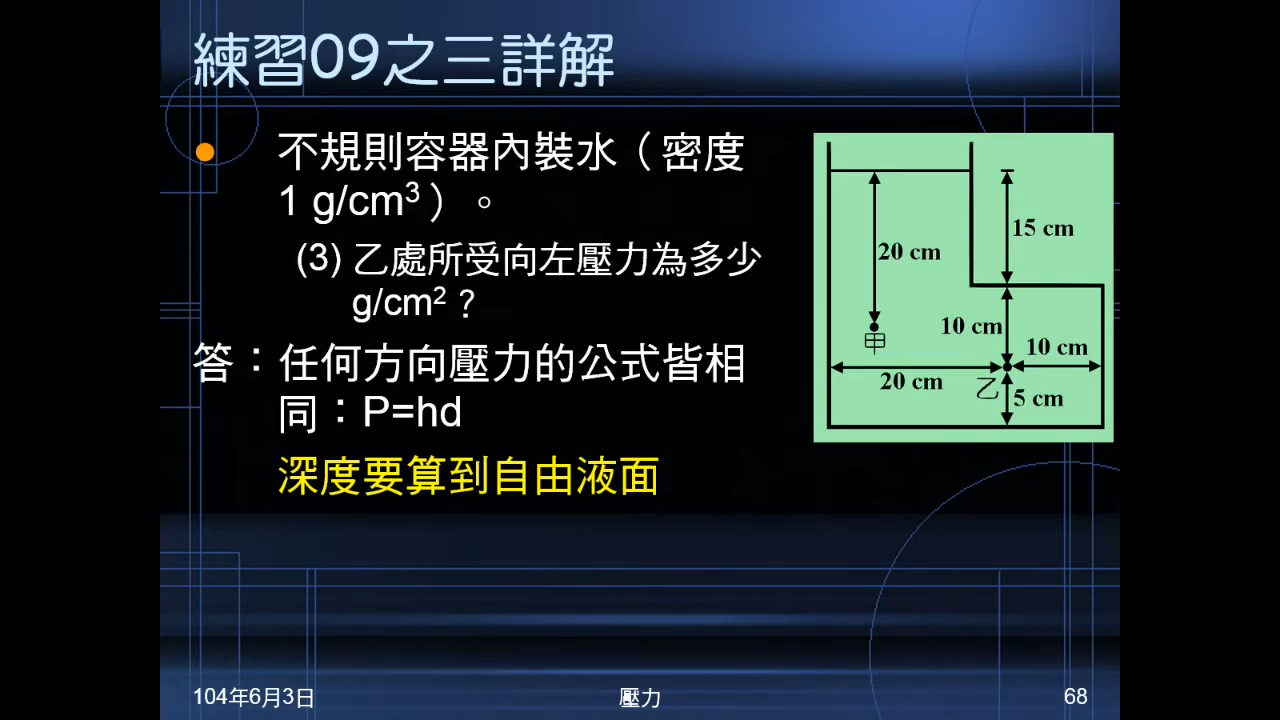 練習09之三詳解
不規則容器內裝水（密度
1 g/cm³）。
(3) 乙處所受向左壓力為多少
g/cm²？
答：任何方向壓力的公式皆相
同：P=hd
深度要算到自由液面
20 cm
15 cm
甲
10 cm
10 cm
20 cm
乙
5 cm
104年6月3日
壓力
68